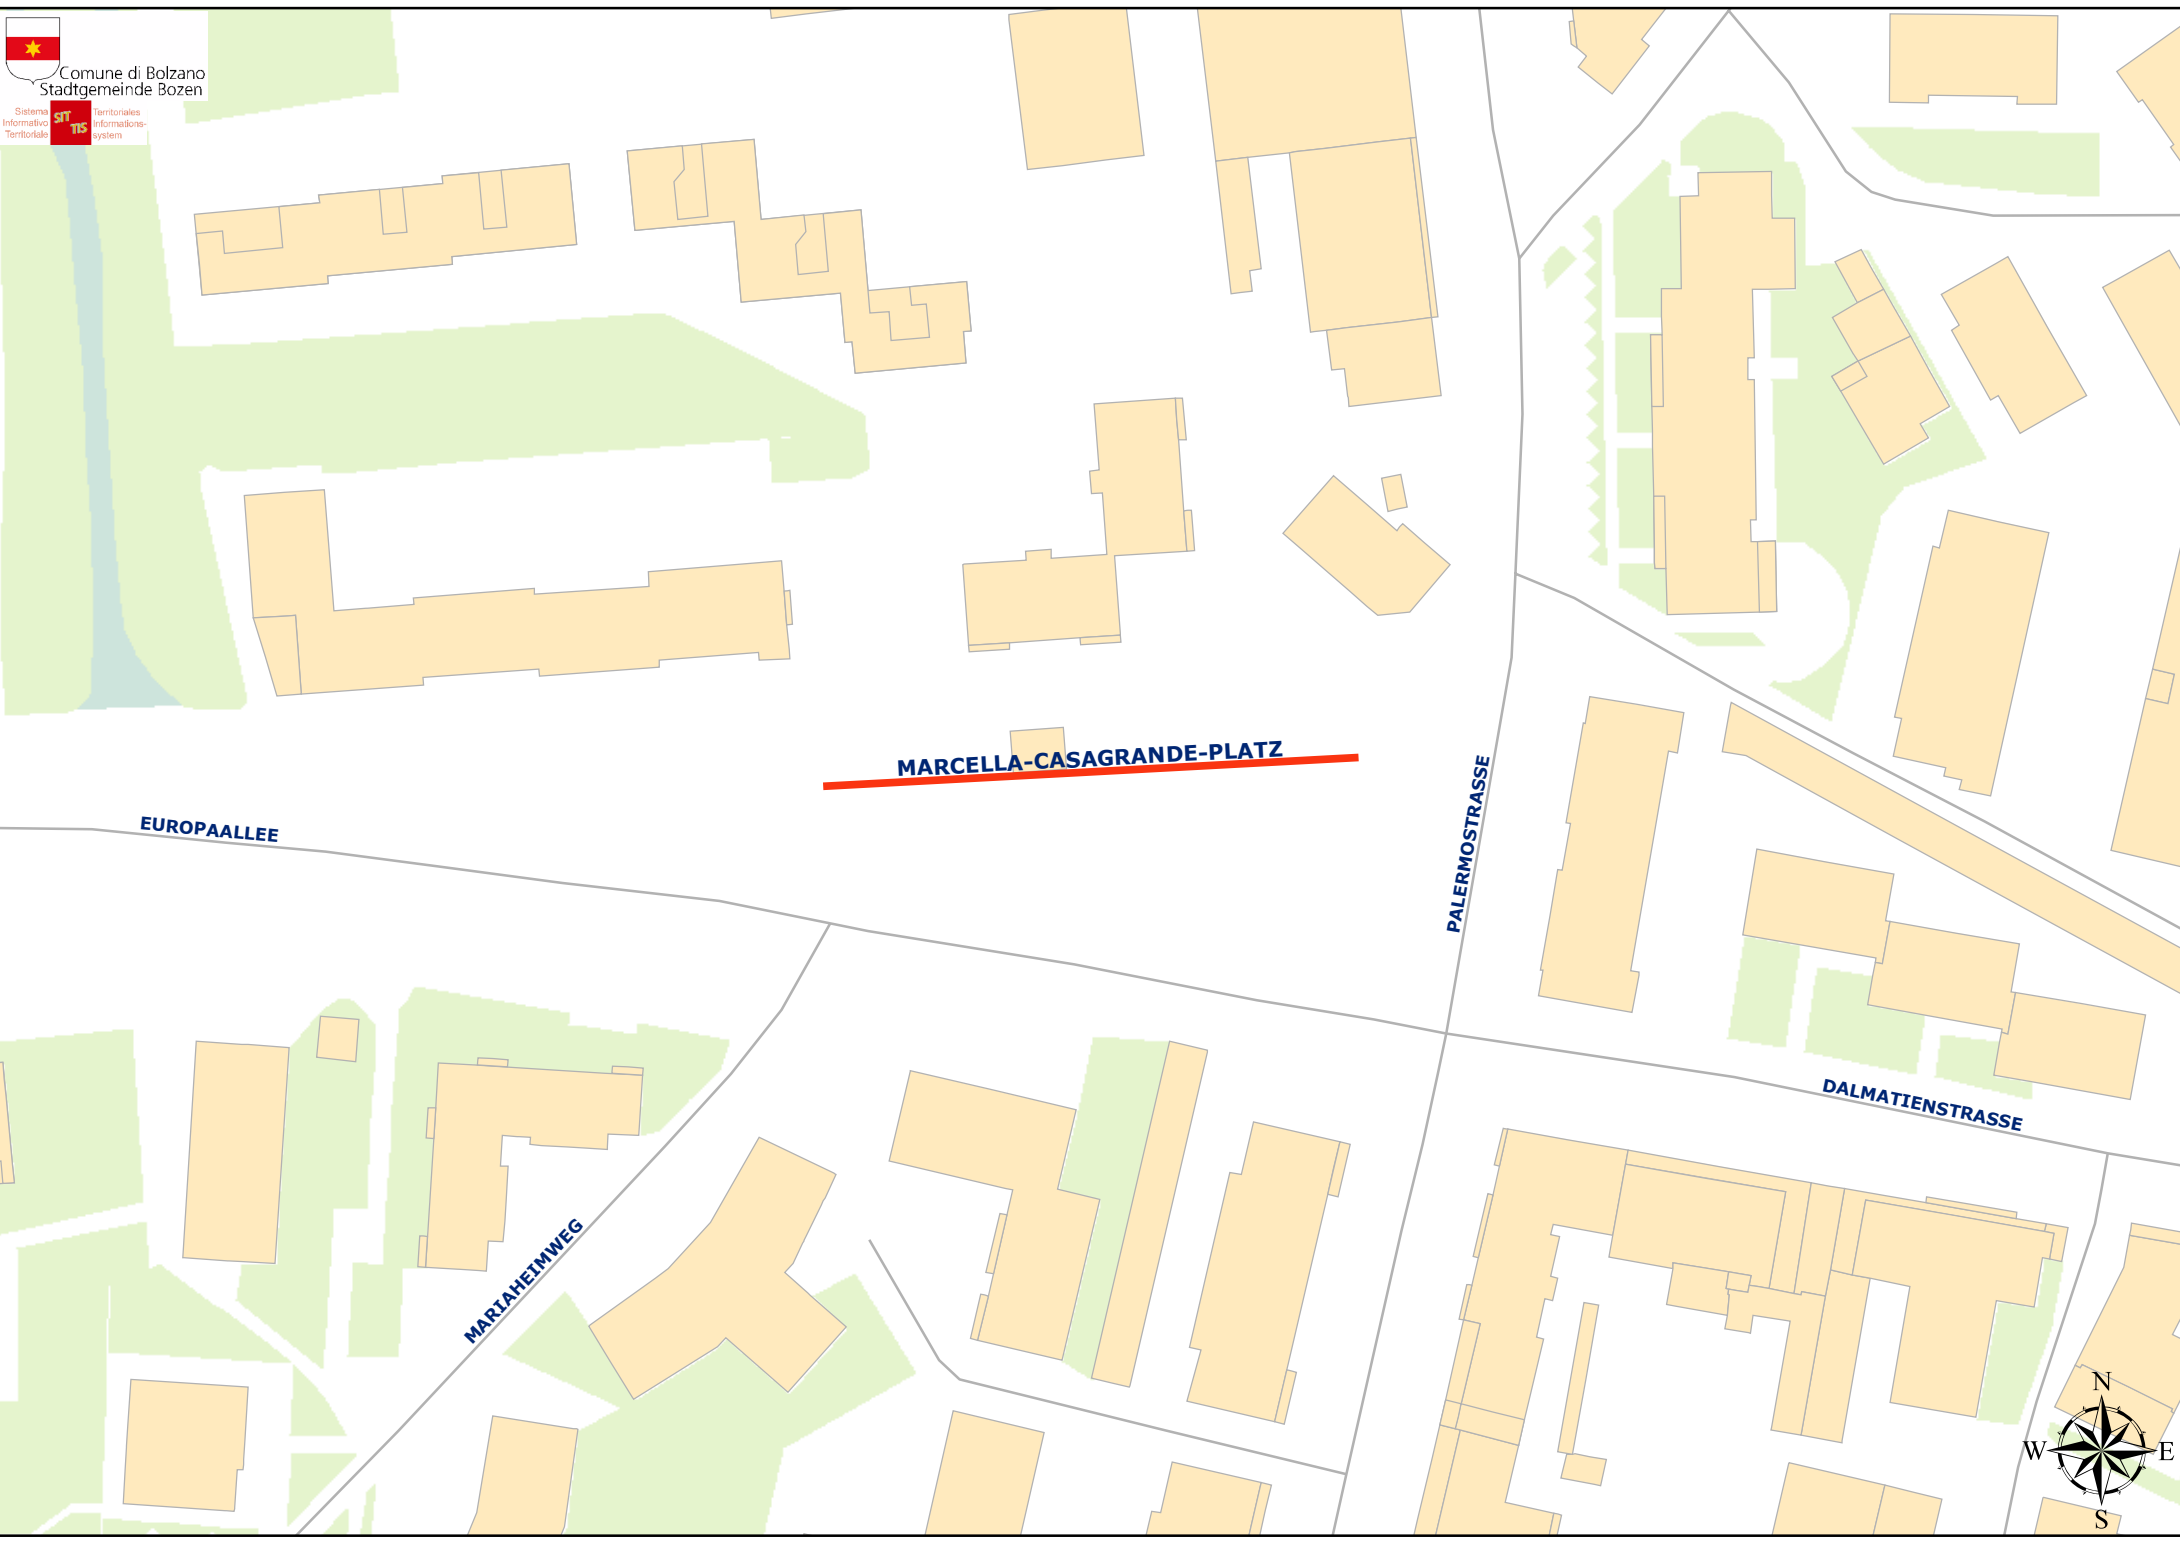 Comune di Bolzano
Stadtgemeinde Bozen
Sistema
Informativo
Territoriale
SIT
TIS
Territoriales
Informations-
system
MARCELLA-CASAGRANDE-PLATZ
PALERMOSTRASSE
EUROPAALLEE
DALMATIENSTRASSE
MARIAHEIMWEG
N
W
E
S